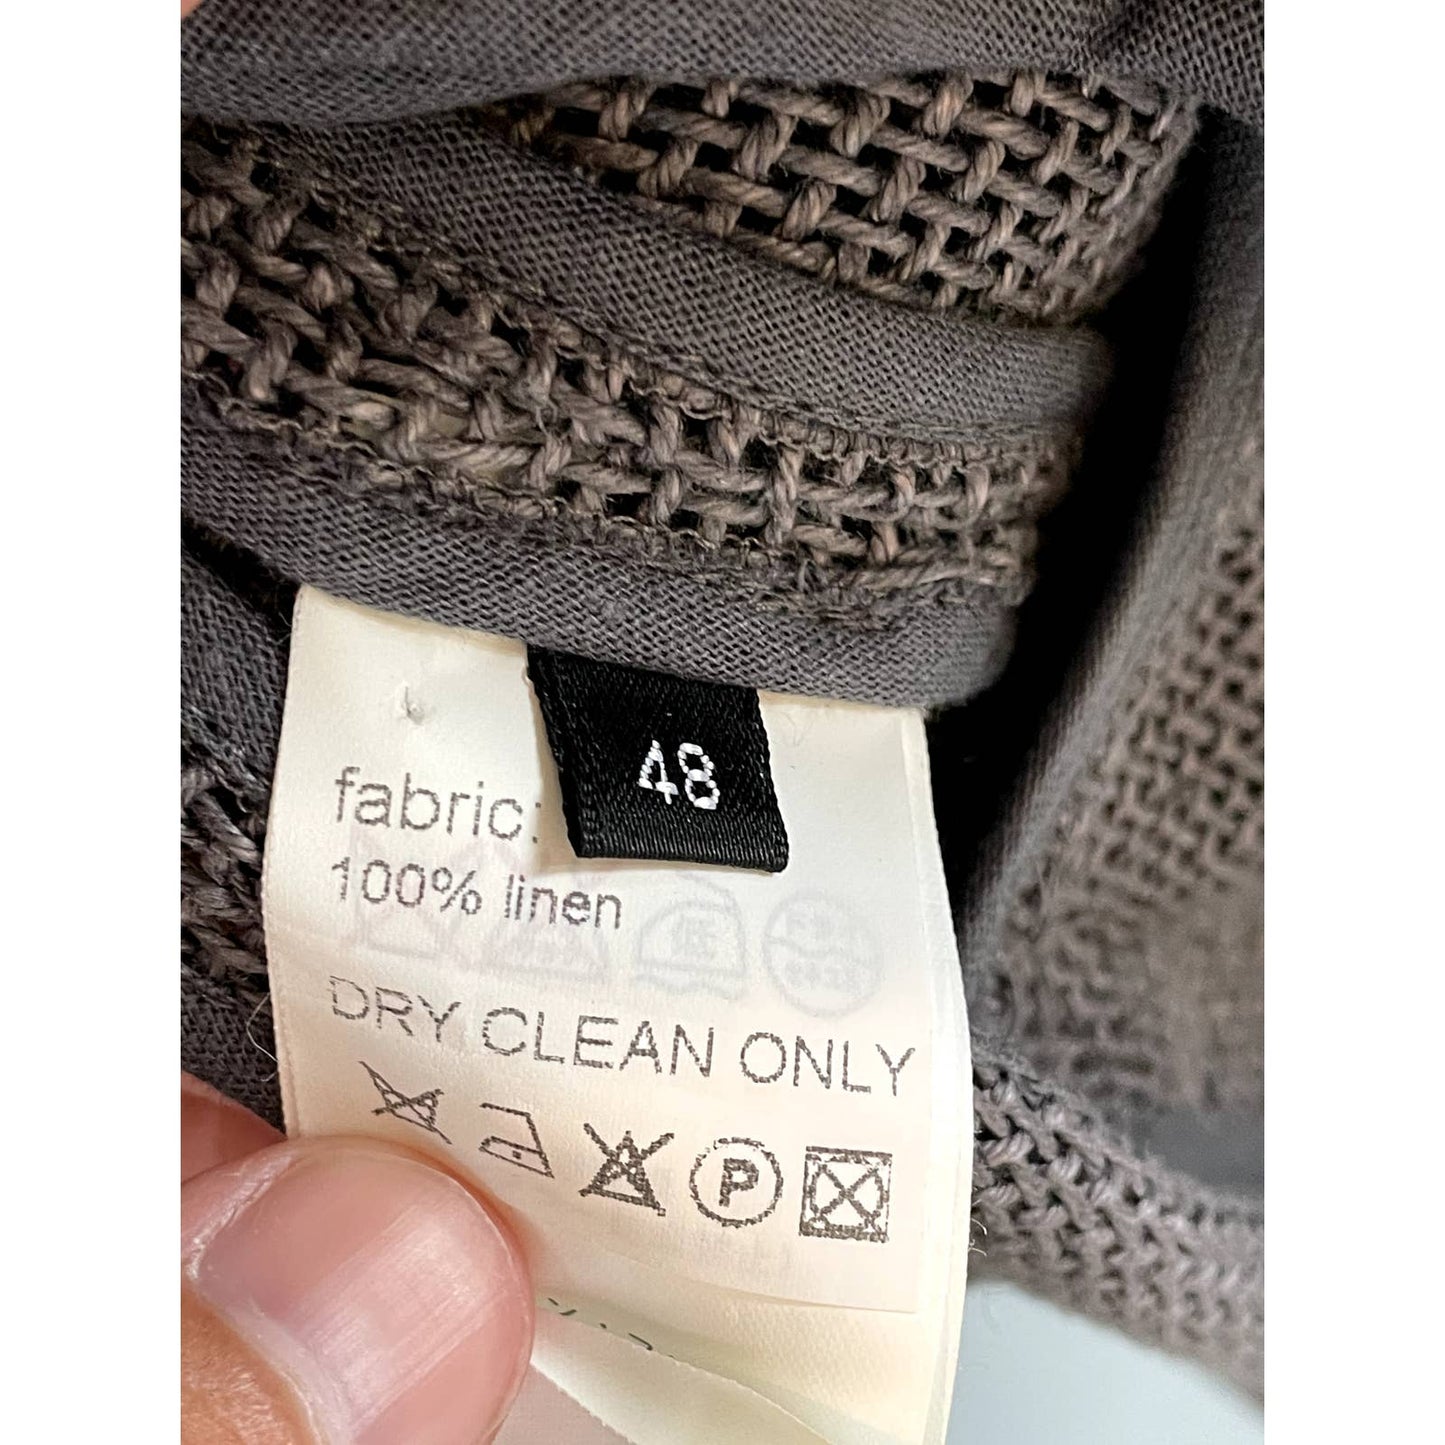 48
fabric:
100% linen
DRY CLEAN ONLY
P